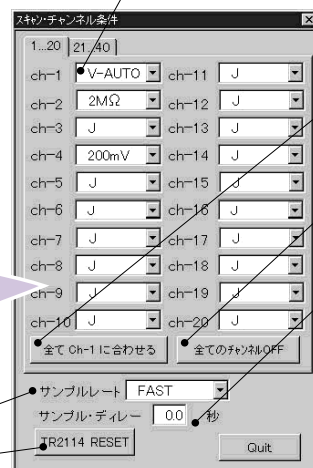 スキャン・チャンネル条件
1...20 21...40
ch-1 V-AUTO ch-11 J
ch-2 2MΩ ch-12 J
ch-3 J ch-13 J
ch-4 200mV ch-14 J
ch-5 J ch-15 J
ch-6 J ch-16 J
ch-7 J ch-17 J
ch-8 J ch-18 J
ch-9 J ch-19 J
ch-10 J ch-20 J
全て Ch-1 に合わせる 全てのチャンネルOFF
サンプルレート FAST
サンプル・ディレー 0.0 秒
TR2114 RESET Quit